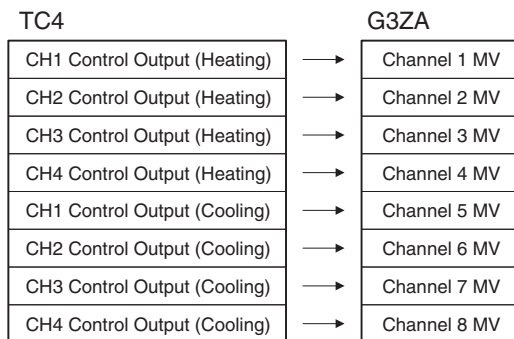 TC4 G3ZA
CH1 Control Output (Heating) Channel 1 MV
CH2 Control Output (Heating) Channel 2 MV
CH3 Control Output (Heating) Channel 3 MV
CH4 Control Output (Heating) Channel 4 MV
CH1 Control Output (Cooling) Channel 5 MV
CH2 Control Output (Cooling) Channel 6 MV
CH3 Control Output (Cooling) Channel 7 MV
CH4 Control Output (Cooling) Channel 8 MV